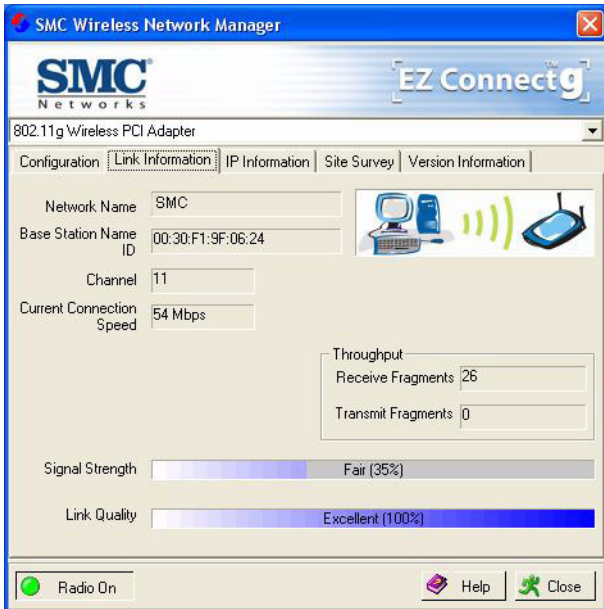 SMC Wireless Network Manager
SMC®
Networks
EZ Connect™ g
802.11g Wireless PCI Adapter
Configuration Link Information IP Information Site Survey Version Information
Network Name SMC
Base Station Name
ID 00:30:F1:9F:06:24
Channel 11
Current Connection
Speed 54 Mbps
Throughput
Receive Fragments 26
Transmit Fragments 0
Signal Strength Fair (35%)
Link Quality Excellent (100%)
Radio On Help Close